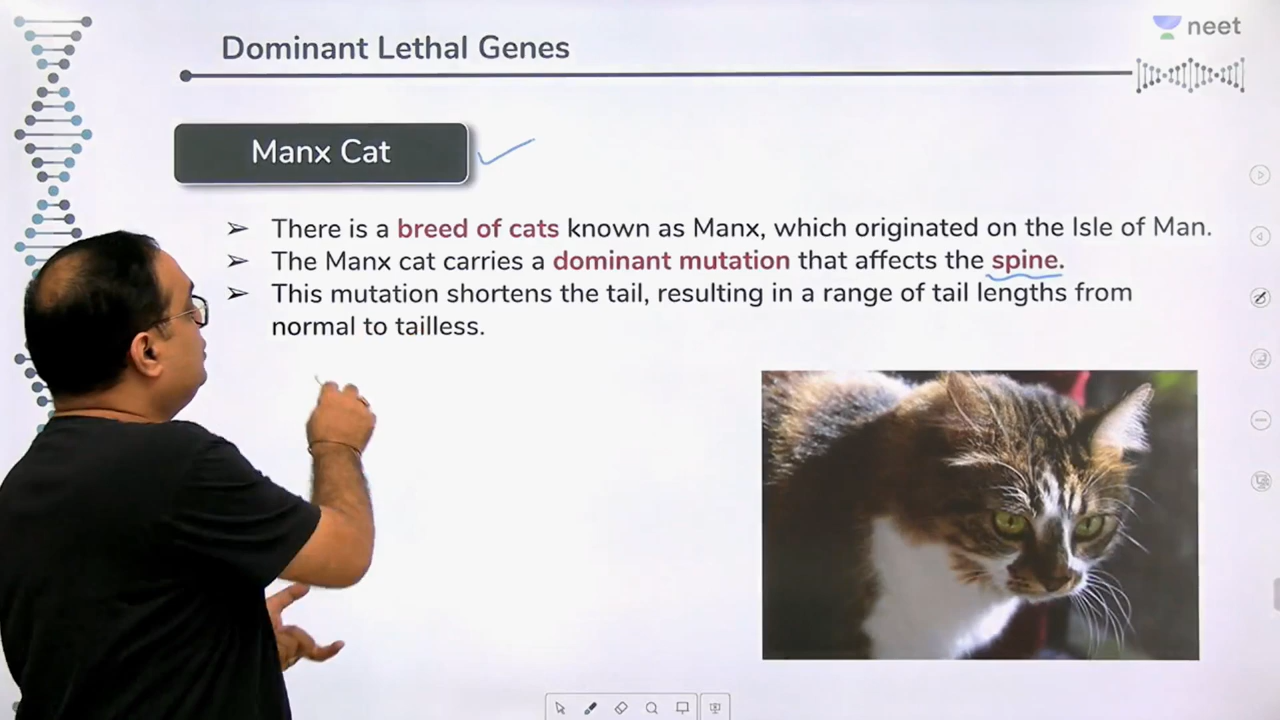 Dominant Lethal Genes
neet
Manx Cat
➢ There is a breed of cats known as Manx, which originated on the Isle of Man.
➢ The Manx cat carries a dominant mutation that affects the spine.
➢ This mutation shortens the tail, resulting in a range of tail lengths from
normal to tailless.